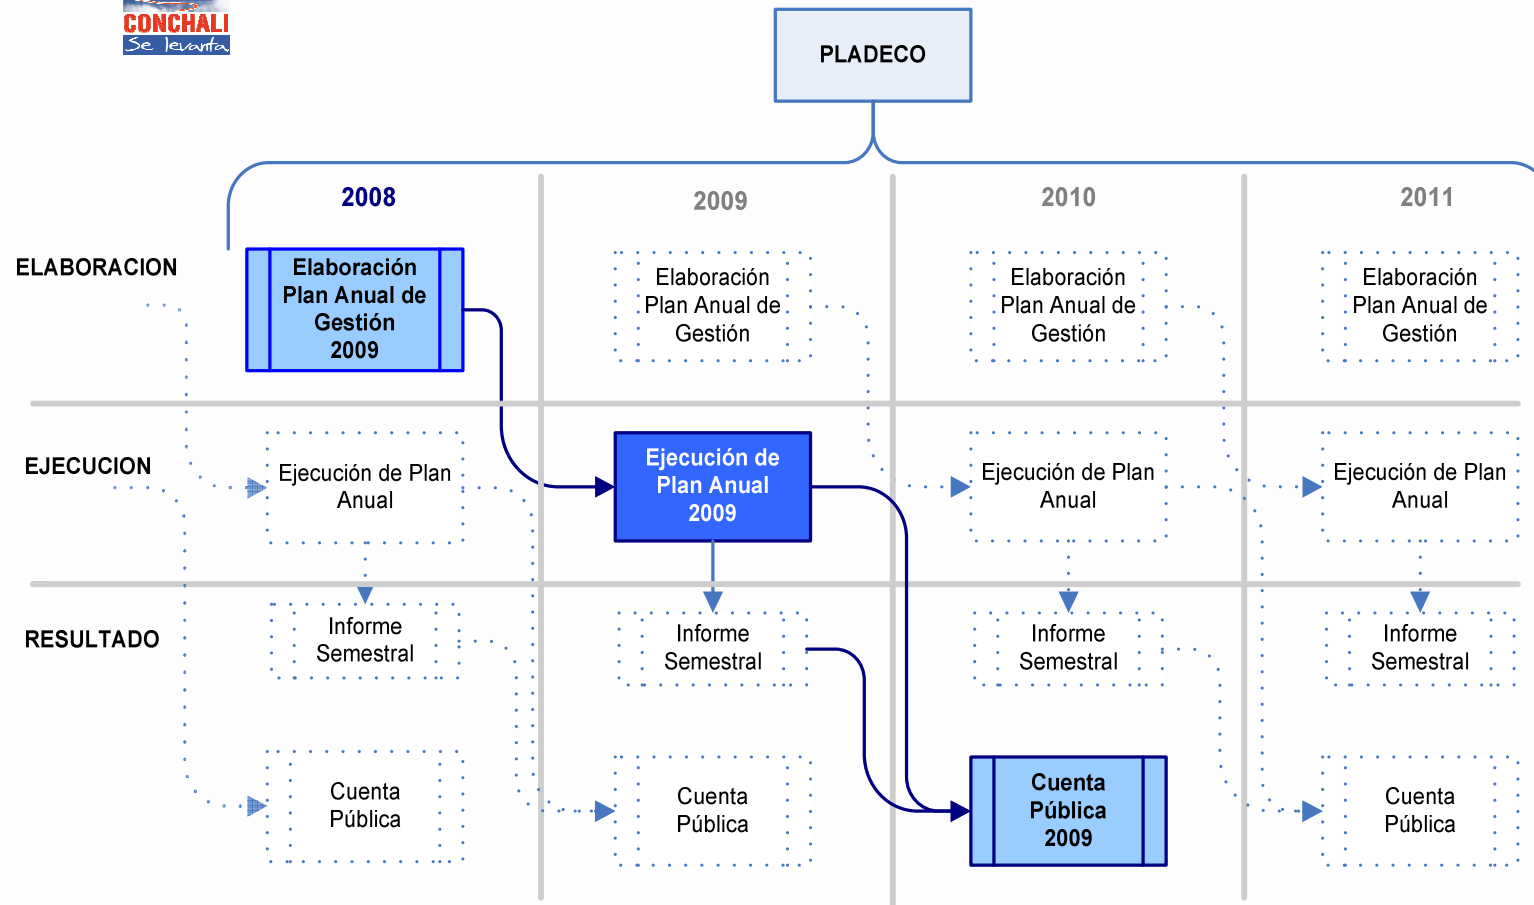 CONCHALI
Se levanta
PLADECO
2008
2009
2010
2011
ELABORACION
Elaboración
Plan Anual de
Gestión
2009
Elaboración
Plan Anual de
Gestión
Elaboración
Plan Anual de
Gestión
Elaboración
Plan Anual de
Gestión
EJECUCION
Ejecución de Plan
Anual
Ejecución de
Plan Anual
2009
Ejecución de Plan
Anual
Ejecución de Plan
Anual
RESULTADO
Informe
Semestral
Informe
Semestral
Informe
Semestral
Informe
Semestral
Cuenta
Pública
Cuenta
Pública
Cuenta
Pública
2009
Cuenta
Pública